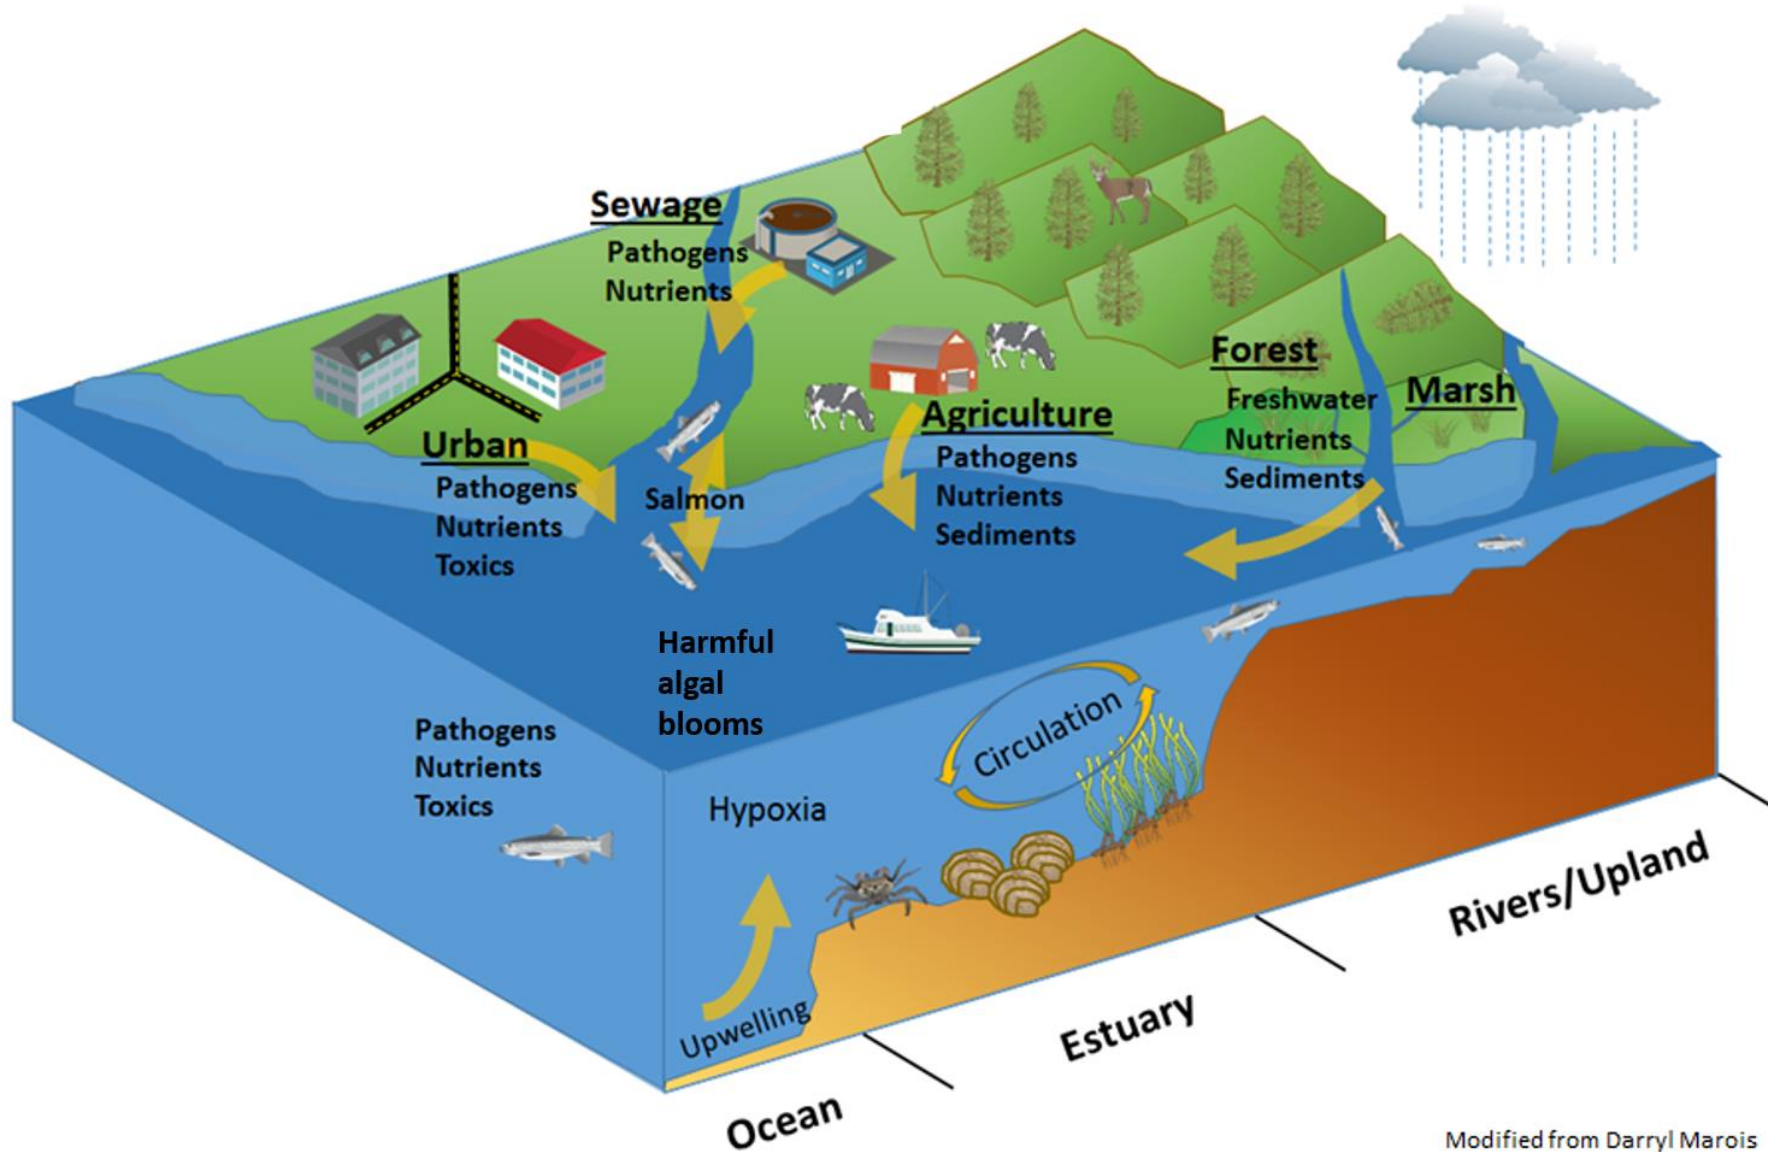 Sewage
Pathogens
Nutrients
Urban
Pathogens
Nutrients
Toxics
Salmon
Agriculture
Pathogens
Nutrients
Sediments
Forest
Freshwater
Nutrients
Sediments
Marsh
Harmful
algal
blooms
Pathogens
Nutrients
Toxics
Hypoxia
Circulation
Upwelling
Ocean
Estuary
Rivers/Upland
Modified from Darryl Marois